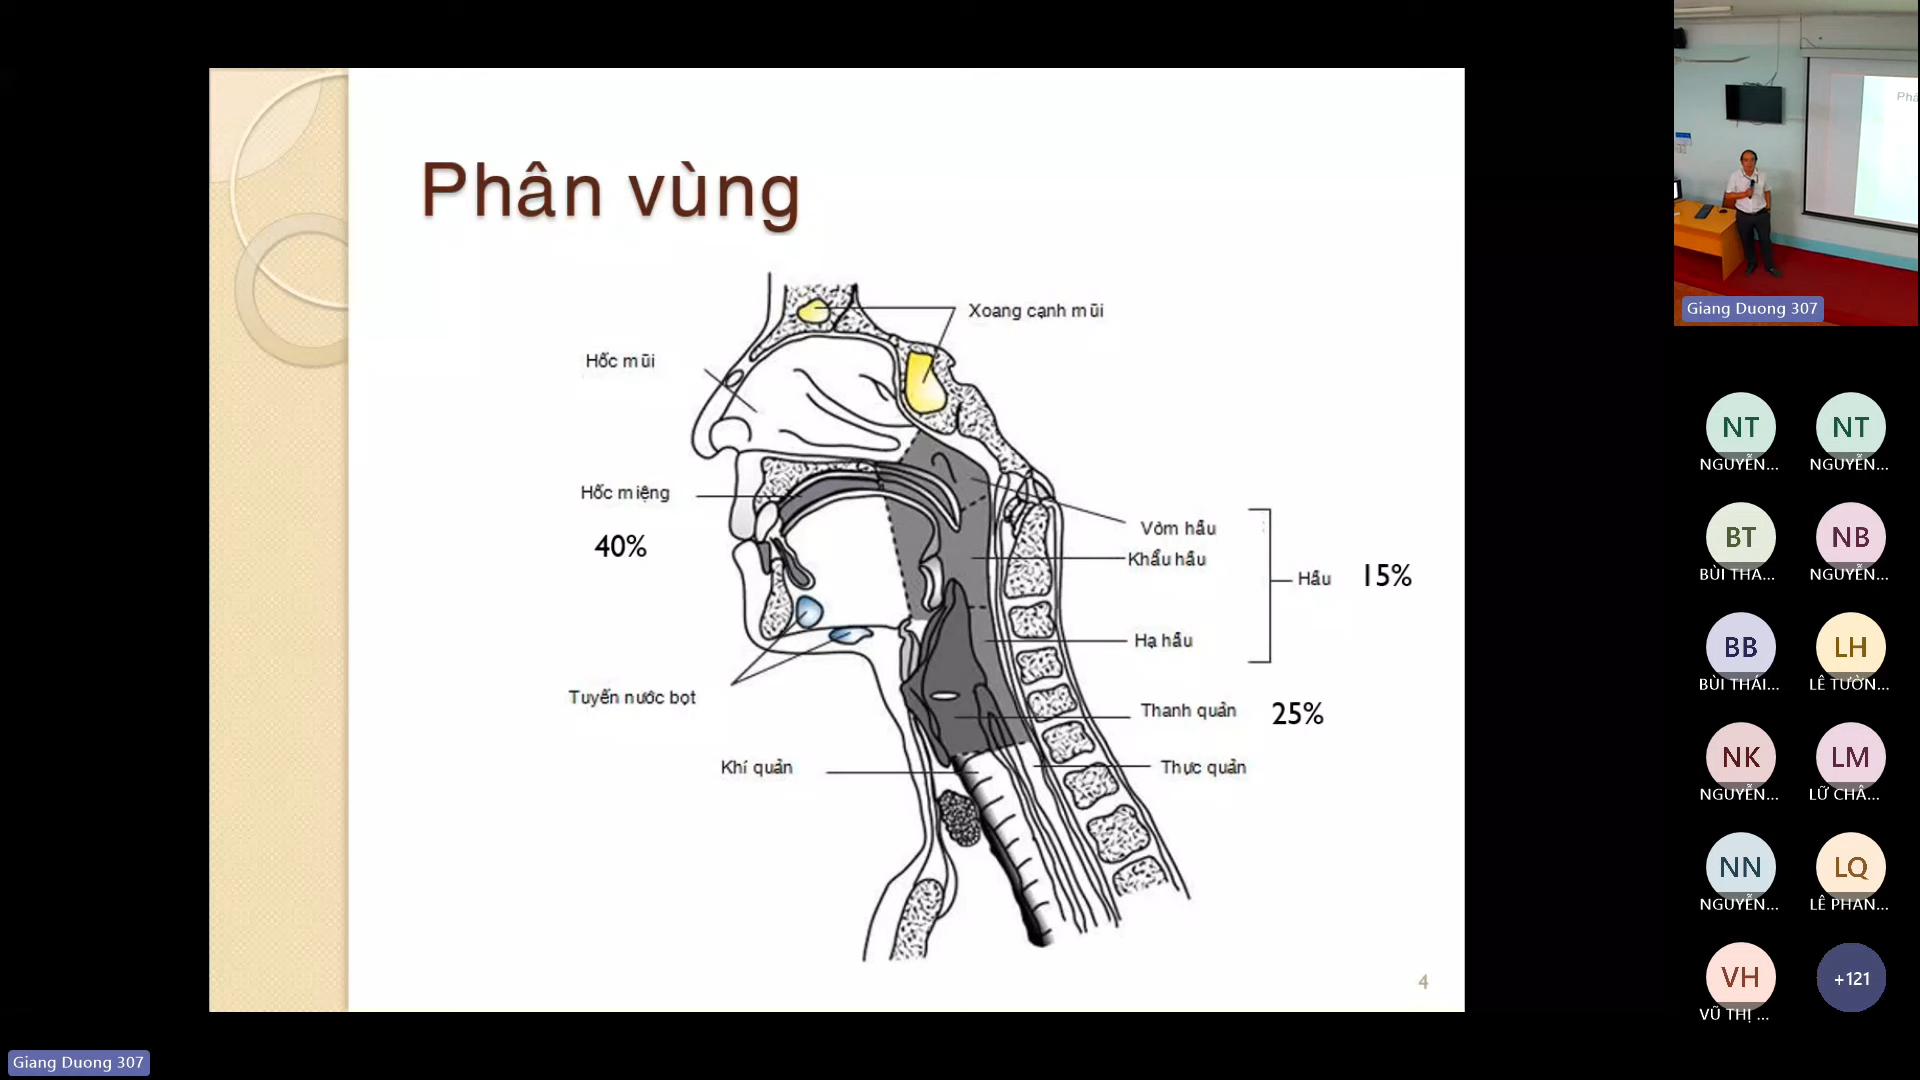 Phân vùng
Xoang cạnh mũi
Hốc mũi
Hốc miệng
40%
Vòm hầu
Khẩu hầu
Hầu 15%
Hạ hầu
Tuyến nước bọt
Thanh quản 25%
Khí quản
Thực quản
4
Giang Duong 307
Giang Duong 307
NT NT
NGUYỄN... NGUYỄN...
BT NB
BÙI THÁ... NGUYỄN...
BB LH
BÙI THÁI... LÊ TƯỜN...
NK LM
NGUYỄN... LỮ CHÂ...
NN LQ
NGUYỄN... LÊ PHAN...
VH +121
VŨ THỊ ...